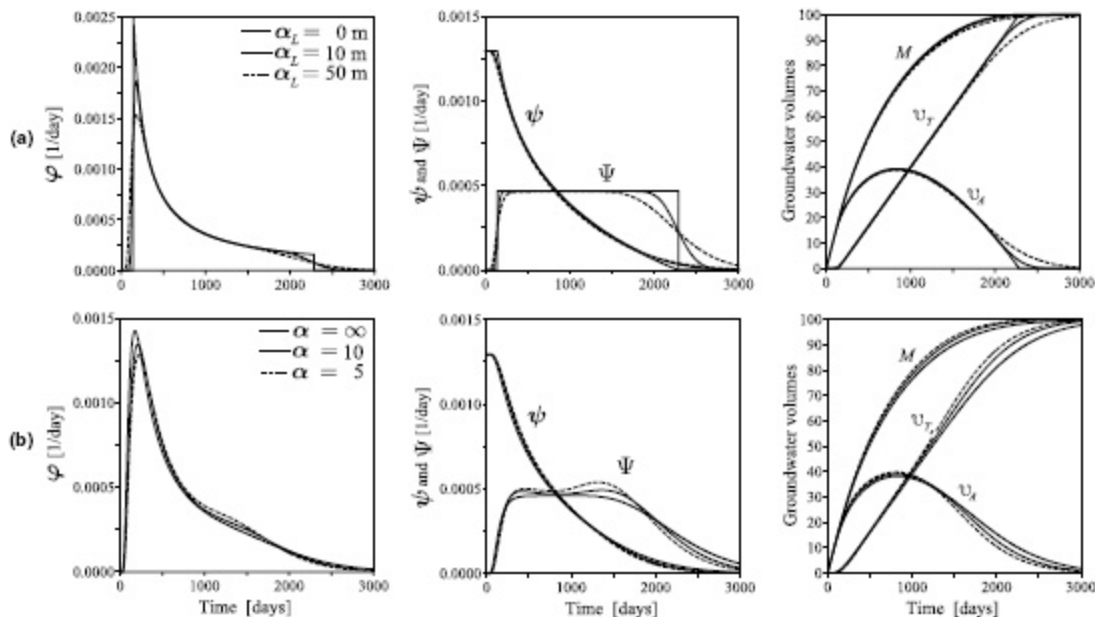 (a)
φ [1/day]
0.0025
0.0020
0.0015
0.0010
0.0005
0.0000
0 1000 2000 3000
α_L = 0 m
α_L = 10 m
α_L = 50 m
ψ and Ψ [1/day]
0.0015
0.0010
0.0005
0.0000
0 1000 2000 3000
ψ
Ψ
Groundwater volumes
100
90
80
70
60
50
40
30
20
10
0
0 1000 2000 3000
M
υ_T
υ_A
(b)
φ [1/day]
0.0015
0.0010
0.0005
0.0000
0 1000 2000 3000
Time [days]
α = ∞
α = 10
α = 5
ψ and Ψ [1/day]
0.0015
0.0010
0.0005
0.0000
0 1000 2000 3000
Time [days]
ψ
Ψ
Groundwater volumes
100
90
80
70
60
50
40
30
20
10
0
0 1000 2000 3000
Time [days]
M
υ_T
υ_A